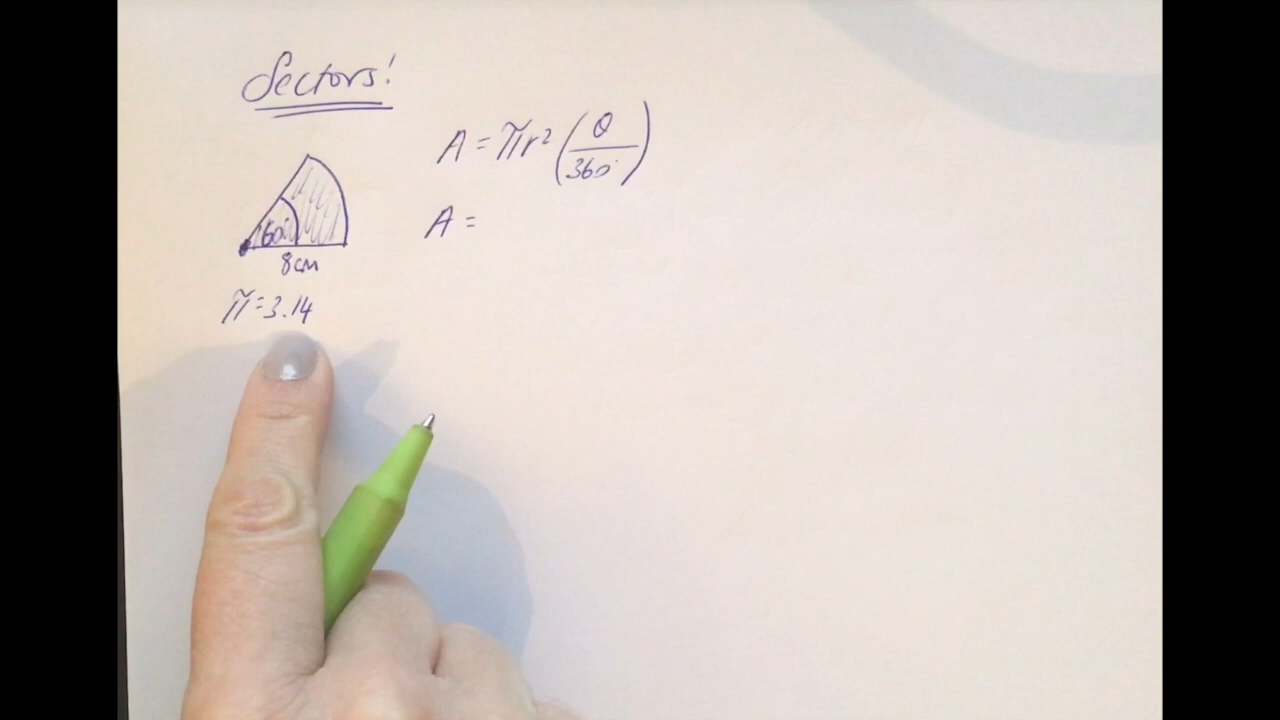 Sectors!
A = πr² (θ/360°)
A =
60°
8cm
π = 3.14